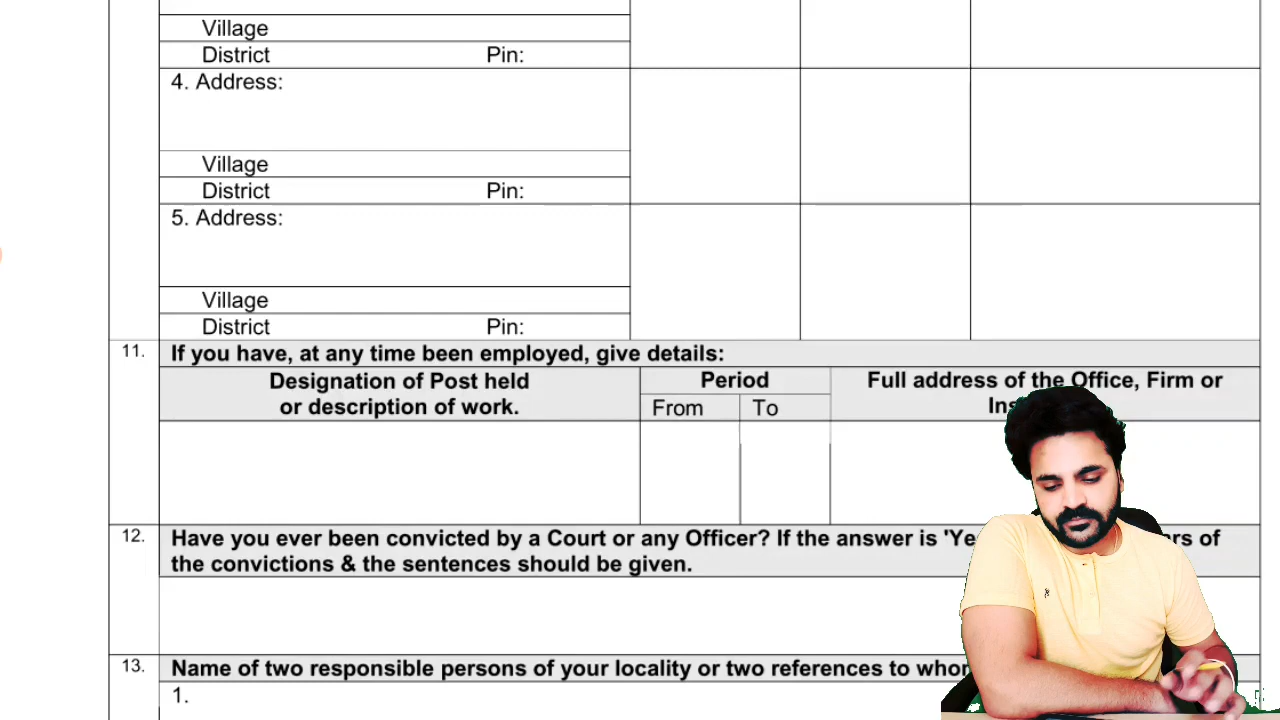 Village
District Pin:
4. Address:
Village
District Pin:
5. Address:
Village
District Pin:
11. If you have, at any time been employed, give details:
Designation of Post held
or description of work.
Period
From To
Full address of the Office, Firm or
12. Have you ever been convicted by a Court or any Officer? If the answer is 'Ye
of
the convictions & the sentences should be given.
13. Name of two responsible persons of your locality or two references to
1.